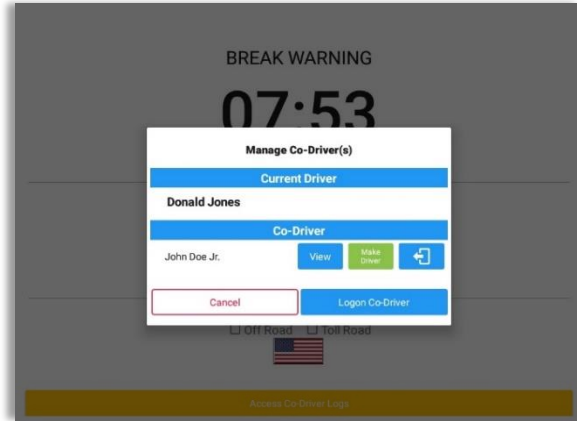 BREAK WARNING
07:53
Manage Co-Driver(s)
Current Driver
Donald Jones
Co-Driver
John Doe Jr.
View
Make
Driver
Cancel
Logon Co-Driver
Off Road
Toll Road
Access Co-Driver Logs